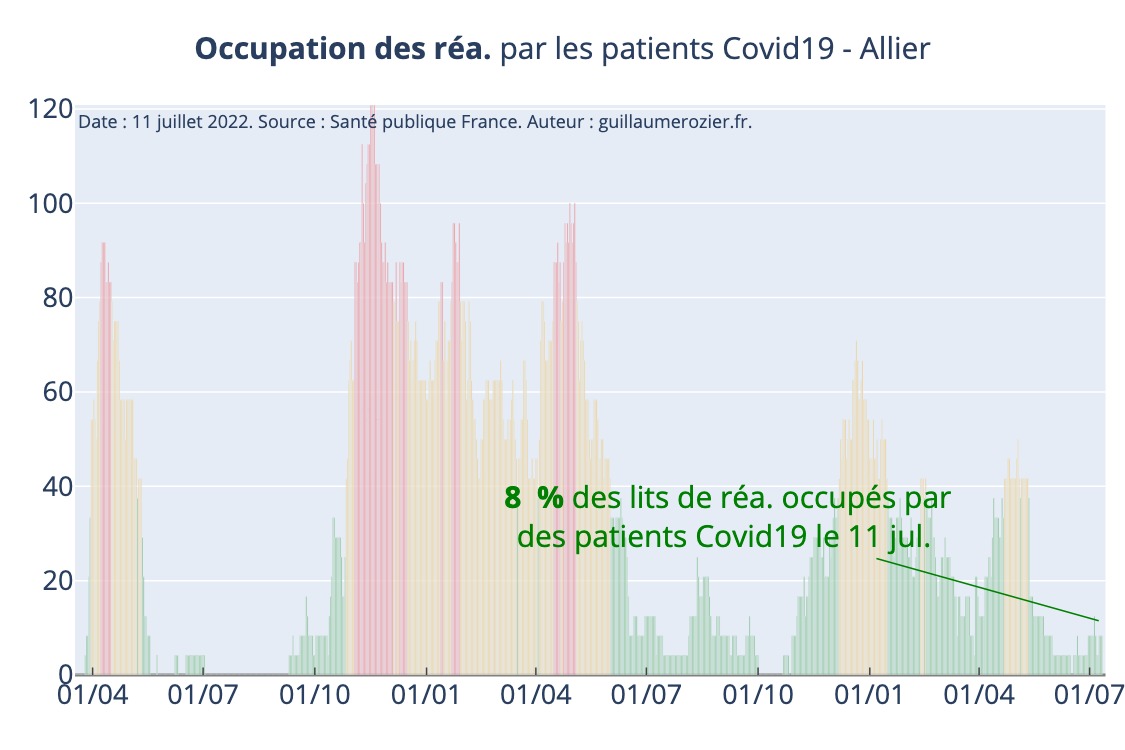 Occupation des réa. par les patients Covid19 - Allier
120
Date : 11 juillet 2022. Source : Santé publique France. Auteur : guillaumerozier.fr.
100
80
60
40
8 % des lits de réa. occupés par
des patients Covid19 le 11 jul.
20
0
01/04 01/07 01/10 01/01 01/04 01/07 01/10 01/01 01/04 01/07